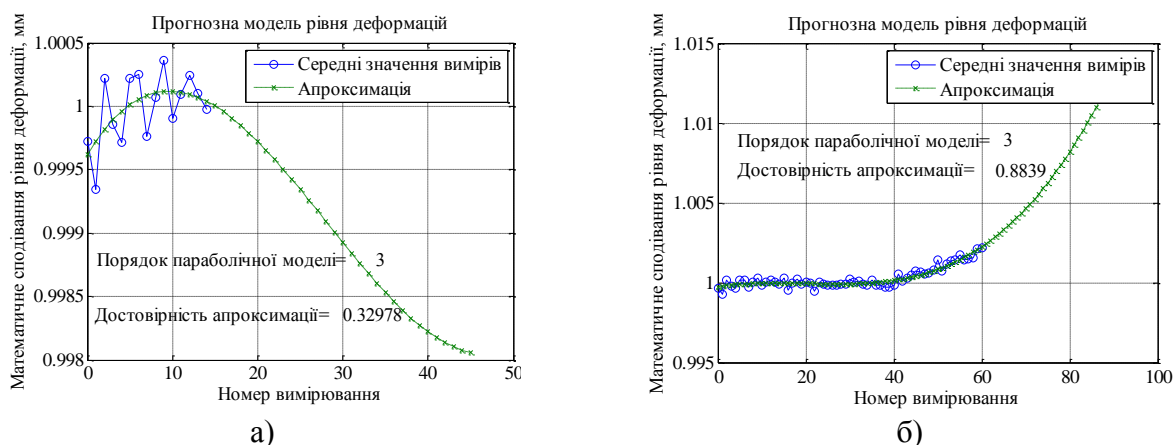 Прогнозна модель рівня деформацій
Математичне сподівання рівня деформації, мм
1.0005
1
0.9995
0.999
0.9985
0.998
Середні значення вимірів
Апроксимація
Порядок параболічної моделі= 3
Достовірність апроксимації= 0.32978
0 10 20 30 40 50
Номер вимірювання
а)
Прогнозна модель рівня деформацій
Математичне сподівання рівня деформації, мм
1.015
1.01
1.005
1
0.995
Середні значення вимірів
Апроксимація
Порядок параболічної моделі= 3
Достовірність апроксимації= 0.8839
0 20 40 60 80 100
Номер вимірювання
б)